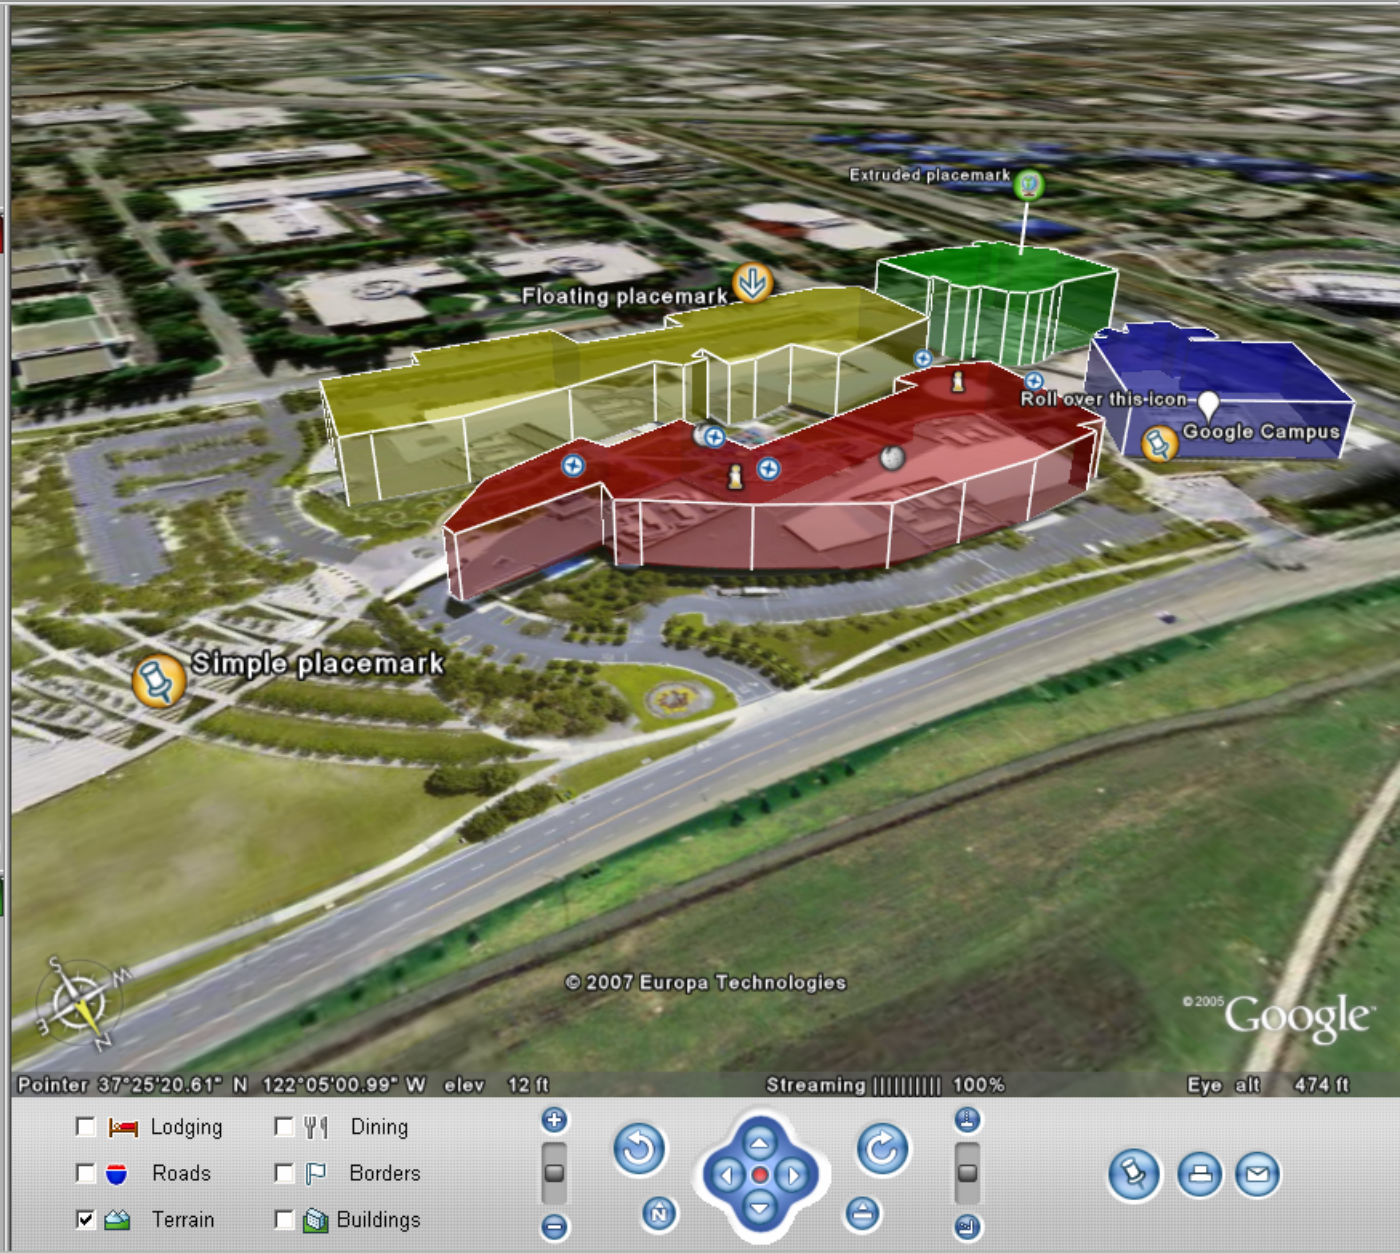 Extruded placemark
Floating placemark
Roll over this icon
Google Campus
Simple placemark
S
W
E
N
© 2007 Europa Technologies
© 2005 Google™
Pointer 37°25'20.61" N 122°05'00.99" W elev 12 ft
Streaming |||||||||| 100%
Eye alt 474 ft
Lodging
Dining
Roads
Borders
Terrain
Buildings
N